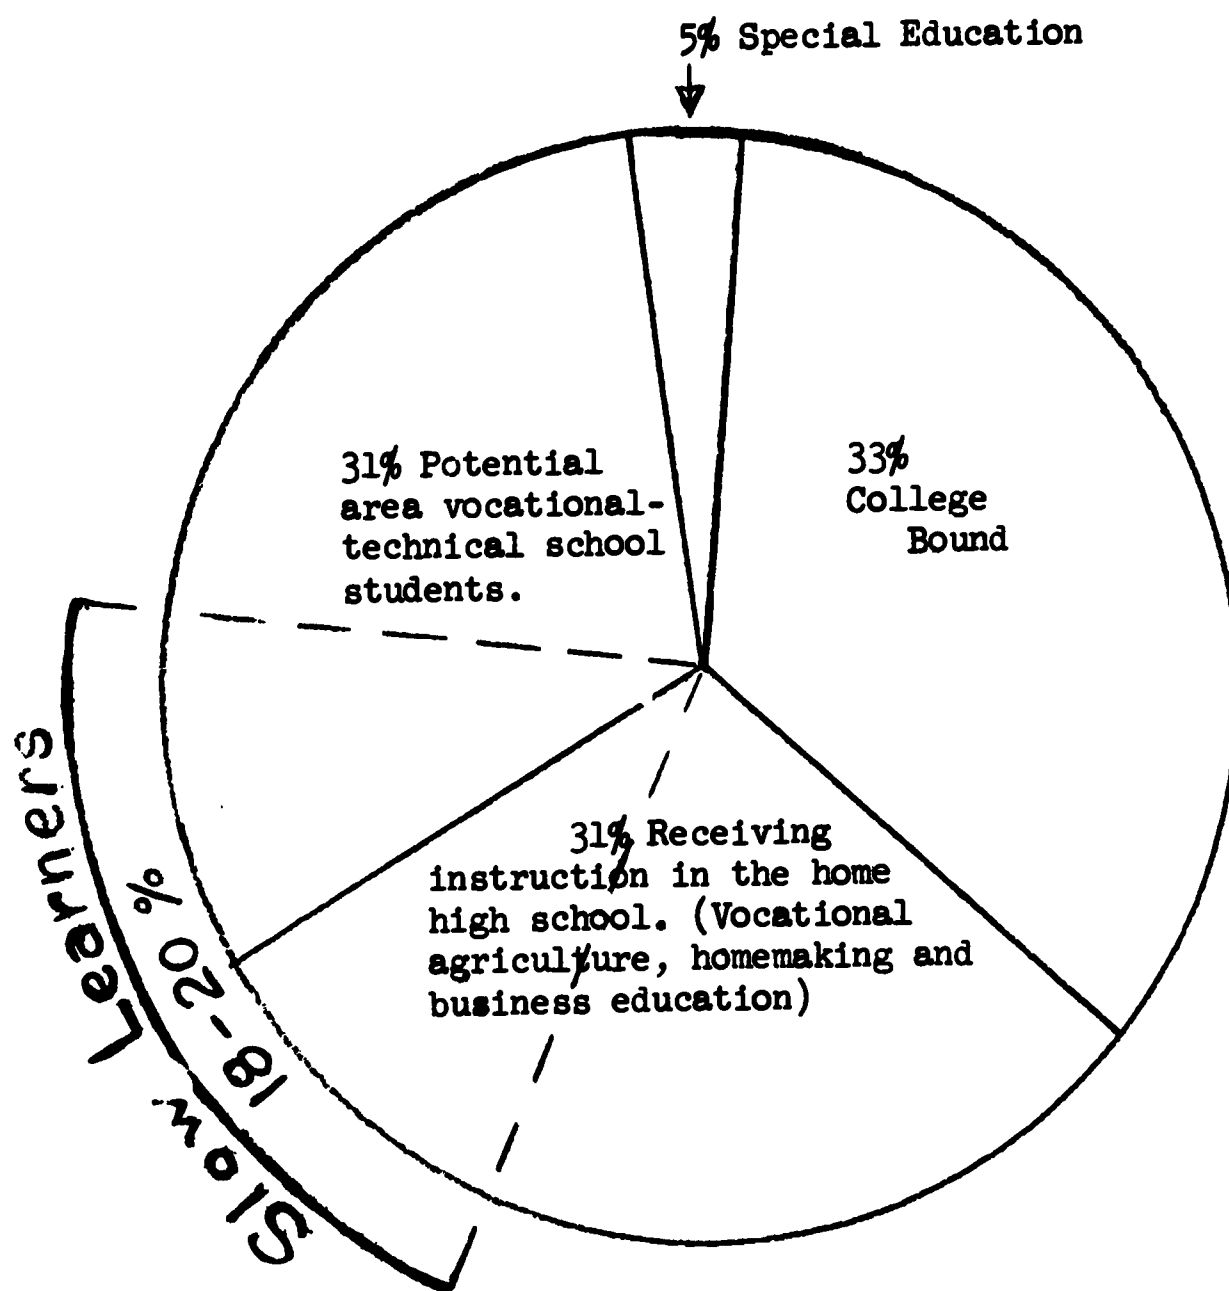 5% Special Education
31% Potential
area vocational-
technical school
students.
33%
College
Bound
31% Receiving
instruction in the home
high school. (Vocational
agriculture, homemaking and
business education)
18-20 %
Slow Learners